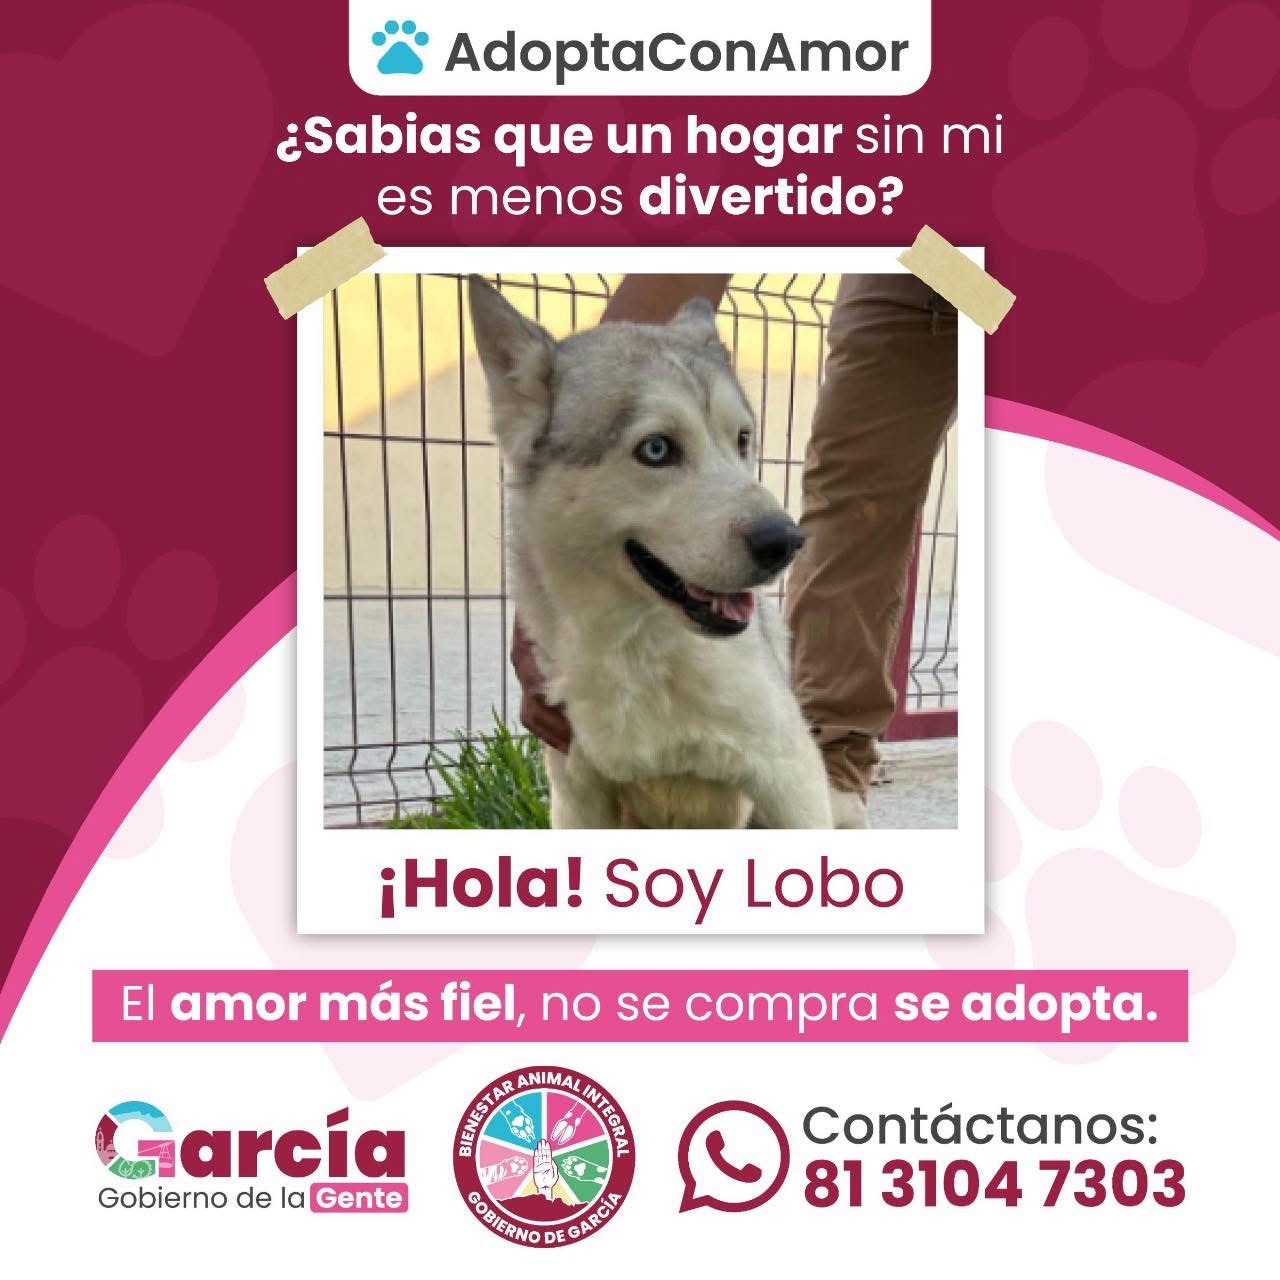 AdoptaConAmor
¿Sabias que un hogar sin mi
es menos divertido?
¡Hola! Soy Lobo
El amor más fiel, no se compra se adopta.
García
Gobierno de la Gente
BIENESTAR ANIMAL INTEGRAL
GOBIERNO DE GARCÍA
Contáctanos:
81 3104 7303